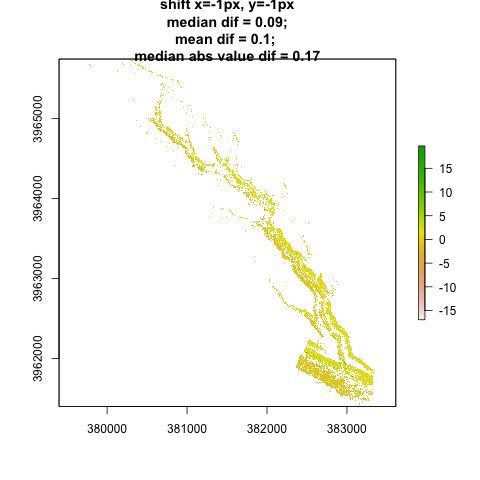 shift x=-1px, y=-1px
median dif = 0.09;
mean dif = 0.1;
median abs value dif = 0.17
3965000
3964000
3963000
3962000
15
10
5
0
-5
-10
-15
380000 381000 382000 383000